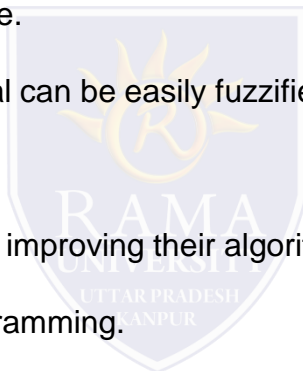 e.
al can be easily fuzzifie
RAMA
improving their algorit
UNIVERSITY
UTTAR PRADESH
ramming.
KANPUR